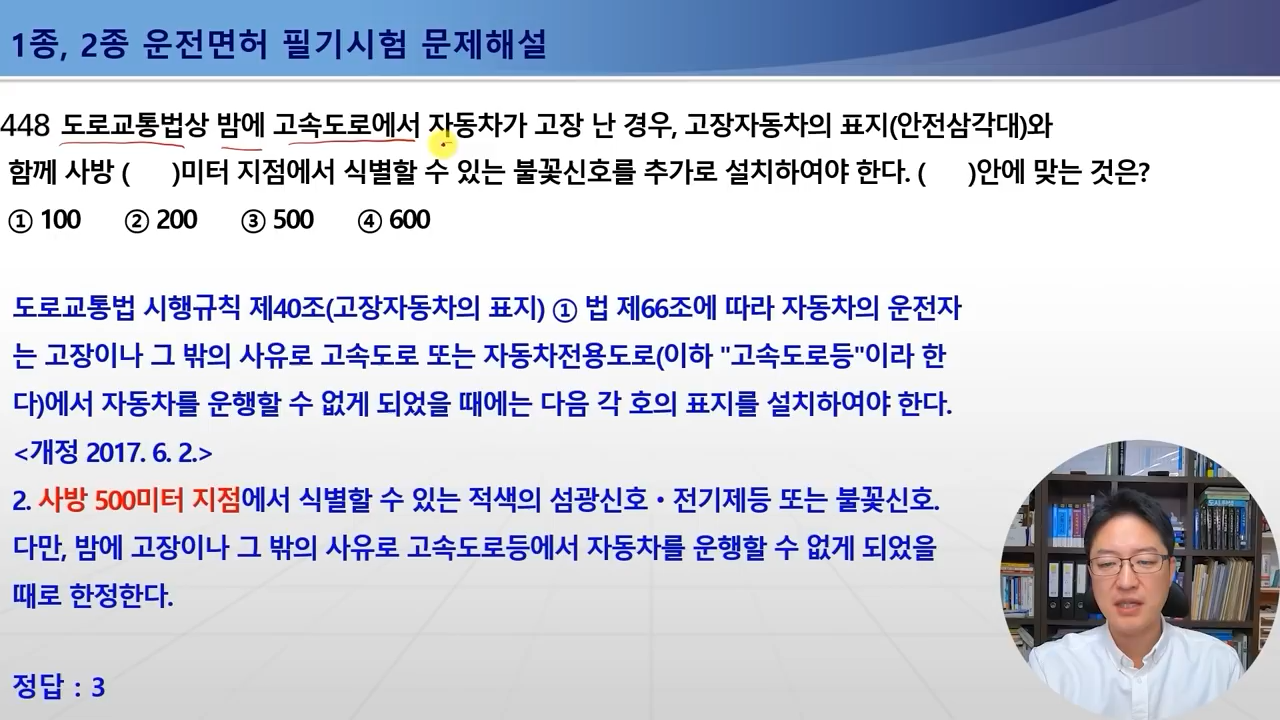 1종, 2종 운전면허 필기시험 문제해설
448 도로교통법상 밤에 고속도로에서 자동차가 고장 난 경우, 고장자동차의 표지(안전삼각대)와
함께 사방 ( )미터 지점에서 식별할 수 있는 불꽃신호를 추가로 설치하여야 한다. ( )안에 맞는 것은?
① 100 ② 200 ③ 500 ④ 600
도로교통법 시행규칙 제40조(고장자동차의 표지) ① 법 제66조에 따라 자동차의 운전자
는 고장이나 그 밖의 사유로 고속도로 또는 자동차전용도로(이하 "고속도로등"이라 한
다)에서 자동차를 운행할 수 없게 되었을 때에는 다음 각 호의 표지를 설치하여야 한다.
<개정 2017. 6. 2.>
2. 사방 500미터 지점에서 식별할 수 있는 적색의 섬광신호・전기제등 또는 불꽃신호.
다만, 밤에 고장이나 그 밖의 사유로 고속도로등에서 자동차를 운행할 수 없게 되었을
때로 한정한다.
정답 : 3